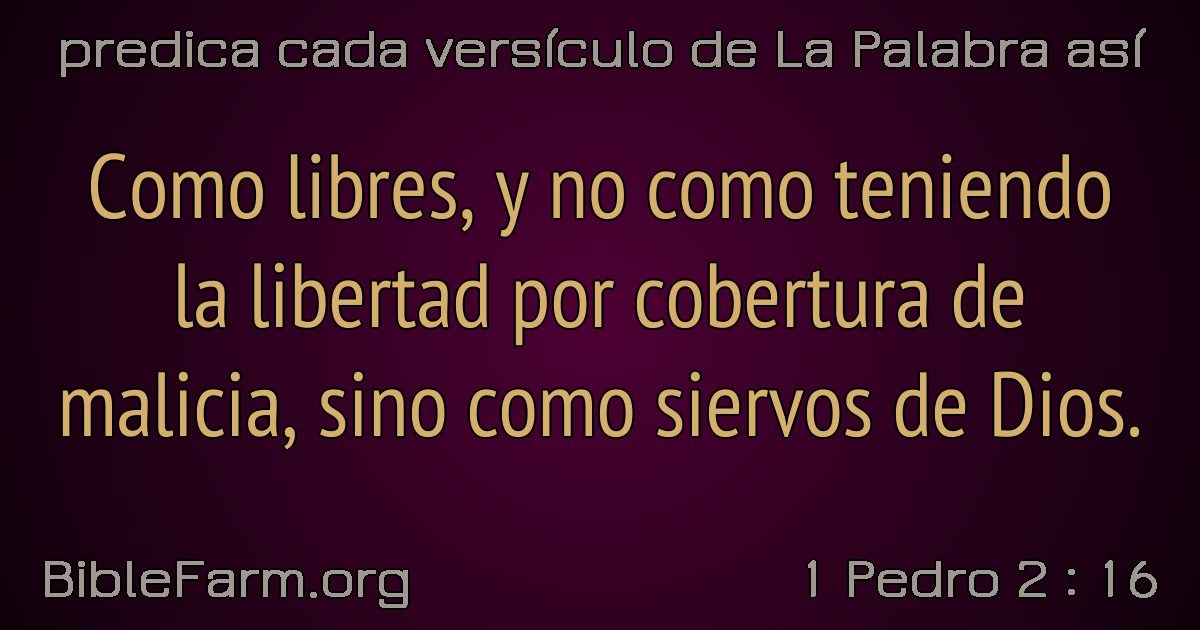 predica cada versículo de La Palabra así
Como libres, y no como teniendo
la libertad por cobertura de
malicia, sino como siervos de Dios.
BibleFarm.org
1 Pedro 2 : 16